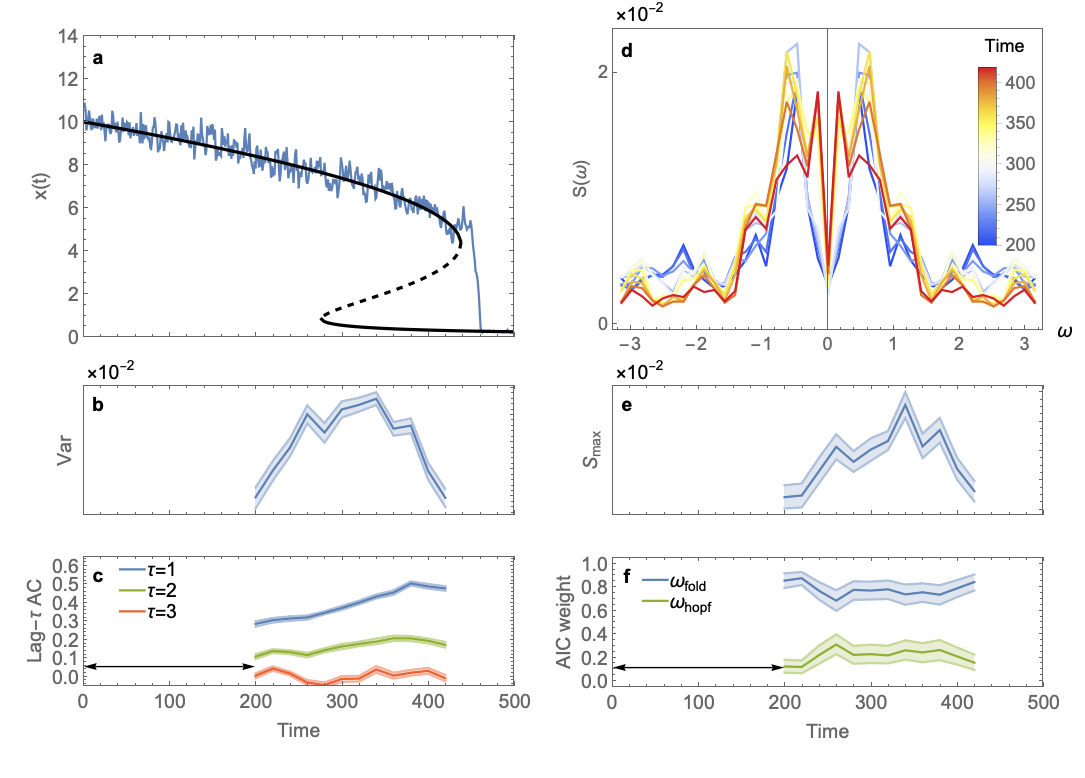 a
x(t)
14
12
10
8
6
4
2
0
×10−2
b
Var
c
Lag−τ AC
0.6
0.5
0.4
0.3
0.2
0.1
0.0
τ=1
τ=2
τ=3
0 100 200 300 400 500
Time
×10−2
d
S(ω)
2
0
−3 −2 −1 0 1 2 3
ω
Time
400
350
300
250
200
×10−2
e
Smax
f
AIC weight
1.0
0.8
0.6
0.4
0.2
0.0
ωfold
ωhopf
0 100 200 300 400 500
Time